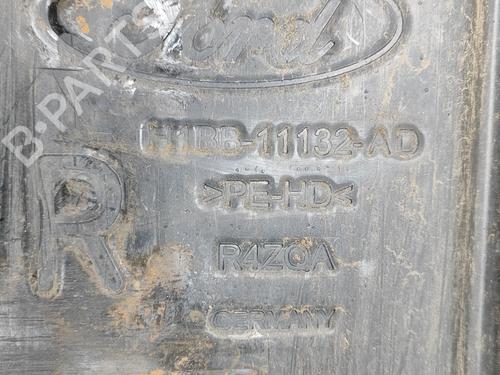 Ford
B-PARTS
H1BB-11132-AD
>PE-HD<
R
R4ZQA
GERMANY